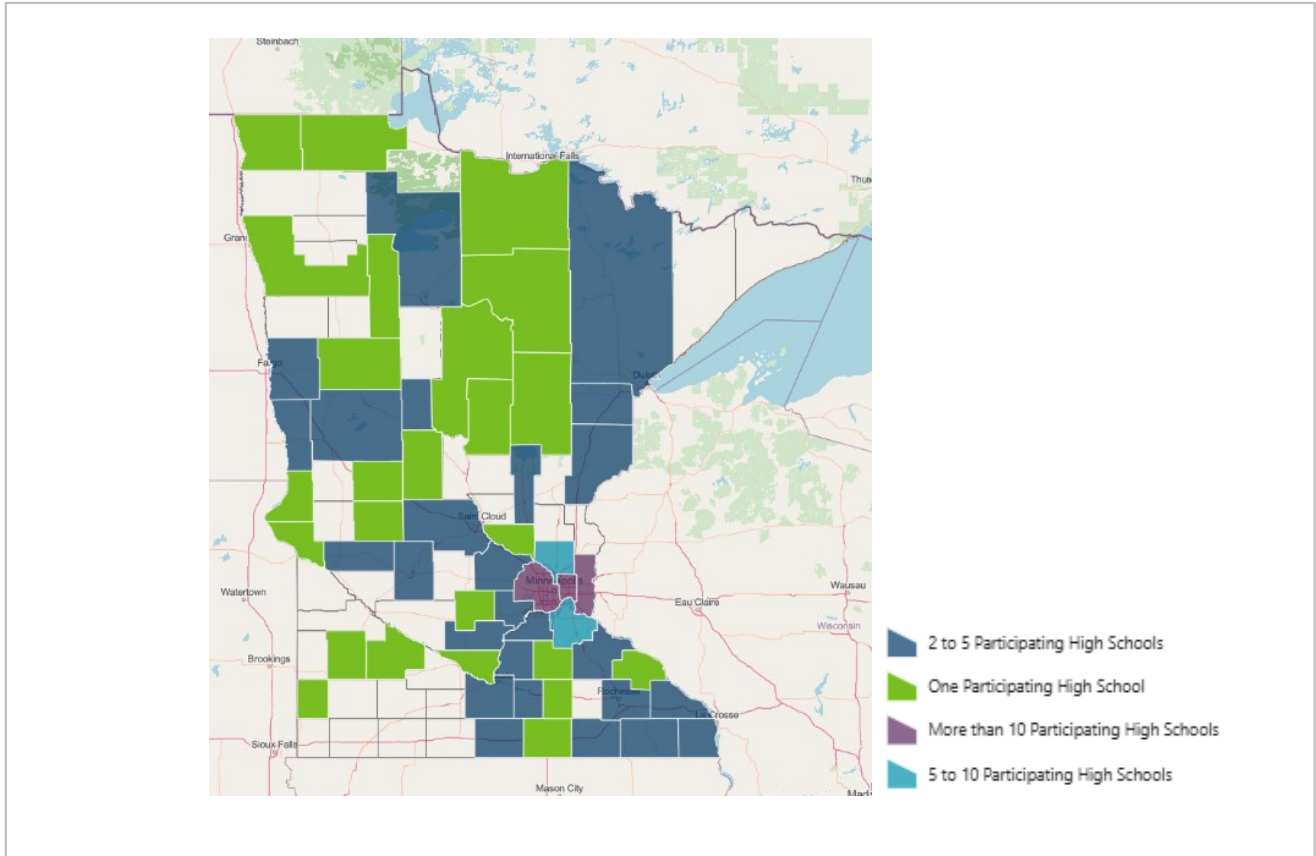 Steinbach
International Falls
Thun
Grand
Fargo
Duluth
Saint Cloud
Minneapolis
Watertown
Eau Claire
Wausau
Wisconsin
2 to 5 Participating High Schools
Brookings
One Participating High School
Rochester
La Crosse
More than 10 Participating High Schools
Sioux Falls
5 to 10 Participating High Schools
Mason City
Mad